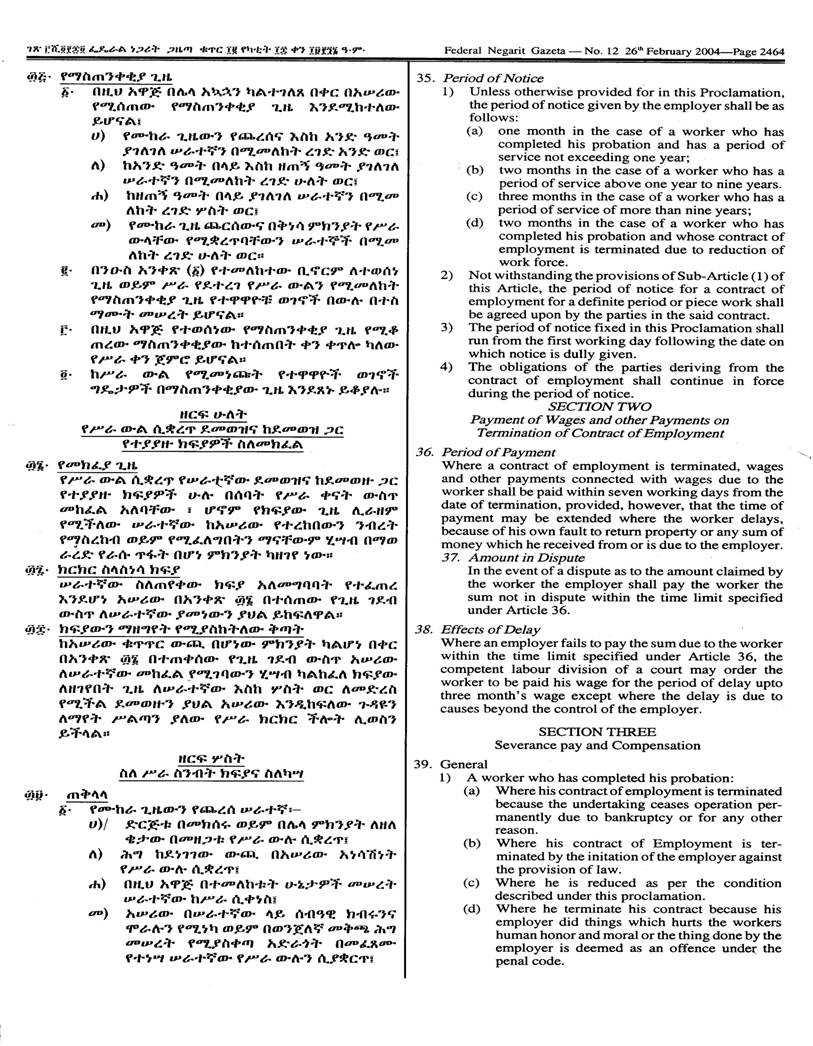 ገጽ ፪ሺ፬፻፷፬ ፌዴራል ነጋሪት ጋዜጣ ቁጥር ፲፪ የካቲት ፲፰ ቀን ፲፱፻፺፮ ዓ.ም.
፴፭. የማስጠንቀቂያ ጊዜ
፩. በዚህ አዋጅ በሌላ አኳኋን ካልተገለጸ በቀር በአሠሪው
የሚሰጠው የማስጠንቀቂያ ጊዜ እንደሚከተለው
ይሆናል፤
ሀ) የሙከራ ጊዜውን የጨረሰና እስከ አንድ ዓመት
ያገለገለ ሠራተኛን በሚመለከት ረገድ አንድ ወር፤
ለ) ከአንድ ዓመት በላይ እስከ ዘጠኝ ዓመት ያገለገለ
ሠራተኛን በሚመለከት ረገድ ሁለት ወር፤
ሐ) ከዘጠኝ ዓመት በላይ ያገለገለ ሠራተኛን በሚመ
ለከት ረገድ ሦስት ወር፤
መ) የሙከራ ጊዜ ጨርሰውና በቅነሳ ምክንያት የሥራ
ውላቸው የሚቋረጥባቸውን ሠራተኞች በሚመ
ለከት ረገድ ሁለት ወር።
፪. በንዑስ አንቀጽ (፩) የተመለከተው ቢኖርም ለተወሰነ
ጊዜ ወይም ሥራ የደተረገ የሥራ ውልን የሚመለከት
የማስጠንቀቂያ ጊዜ የተዋዋዮቹ ወገኖች በውሉ በተስ
ማሙት መሠረት ይሆናል።
፫. በዚህ አዋጅ የተወሰነው የማስጠንቀቂያ ጊዜ የሚቆ
ጠረው ማስጠንቀቂያው ከተሰጠበት ቀን ቀጥሎ ካለው
የሥራ ቀን ጀምሮ ይሆናል።
፬. ከሥራ ውል የሚመነጩት የተዋዋዮች ወገኖች
ግዴታዎች በማስጠንቀቂያው ጊዜ እንደጸኑ ይቆያሉ።
ዘርፍ ሁለት
የሥራ ውል ሲቋረጥ ደመወዝና ከደመወዝ ጋር
የተያያዙ ክፍያዎች ስለመክፈል
፴፮. የመክፈያ ጊዜ
የሥራ ውል ሲቋረጥ የሠራተኛው ደመወዝና ከደመወዙ ጋር
የተያያዙ ክፍያዎች ሁሉ በሰባት የሥራ ቀናት ውስጥ
መከፈል አለባቸው ፤ ሆኖም የክፍያው ጊዜ ሊራዘም
የሚችለው ሠራተኛው ከአሠሪው የተረከበውን ንብረት
የማስረከብ ወይም የሚፈለግበትን ማናቸውም ሂሣብ በማወ
ራረድ የራሱ ጥፋት በሆነ ምክንያት ካዘገየ ነው።
፴፯. ክርክር ስላስነሳ ክፍያ
ሠራተኛው ስለጠየቀው ክፍያ አለመግባባት የተፈጠረ
እንደሆነ አሠሪው በአንቀጽ ፴፮ በተሰጠው የጊዜ ገደብ
ውስጥ ለሠራተኛው ያመነውን ያህል ይከፍለዋል።
፴፰. ክፍያውን ማዘግየት የሚያስከትለው ቅጣት
ከአሠሪው ቁጥጥር ውጪ በሆነው ምክንያት ካልሆነ በቀር
በአንቀጽ ፴፮ በተጠቀሰው የጊዜ ገደብ ውስጥ አሠሪው
ለሠራተኛው መከፈል የሚገባውን ሂሣብ ካልከፈለ ክፍያው
ለዘገየበት ጊዜ ለሠራተኛው እስከ ሦስት ወር ለመድረስ
የሚችል ደመወዙን ያህል አሠሪው እንዲከፍለው ጉዳዩን
ለማየት ሥልጣን ያለው የሥራ ክርክር ችሎት ሊወስን
ይችላል።
ዘርፍ ሦስት
ስለ ሥራ ስንብት ክፍያና ስለካሣ
፴፱. ጠቅላላ
፩. የሙከራ ጊዜውን የጨረሰ ሠራተኛ፡—
ሀ)/ ድርጅቱ በመክሰሩ ወይም በሌላ ምክንያት ለዘለ
ቄታው በመዘጋቱ የሥራ ውሉ ሲቋረጥ፤
ለ) ሕግ ከደነገገው ውጪ በአሠሪው አነሳሽነት
የሥራ ውሉ ሲቋረጥ፤
ሐ) በዚህ አዋጅ በተመለከቱት ሁኔታዎች መሠረት
ሠራተኛው ከሥራ ሲቀነስ፤
መ) አሠሪው በሠራተኛው ላይ ሰብዓዊ ክብሩንና
ሞራሉን የሚነካ ወይም በወንጀለኛ መቅጫ ሕግ
መሠረት የሚያስቀጣ አድራጎት በመፈጸሙ
የተነሣ ሠራተኛው የሥራ ውሉን ሲያቋርጥ፤
Federal Negarit Gazeta — No. 12 26th February 2004—Page 2464
35. Period of Notice
1) Unless otherwise provided for in this Proclamation,
the period of notice given by the employer shall be as
follows:
(a) one month in the case of a worker who has
completed his probation and has a period of
service not exceeding one year;
(b) two months in the case of a worker who has a
period of service above one year to nine years.
(c) three months in the case of a worker who has a
period of service of more than nine years;
(d) two months in the case of a worker who has
completed his probation and whose contract of
employment is terminated due to reduction of
work force.
2) Not withstanding the provisions of Sub-Article (1) of
this Article, the period of notice for a contract of
employment for a definite period or piece work shall
be agreed upon by the parties in the said contract.
3) The period of notice fixed in this Proclamation shall
run from the first working day following the date on
which notice is dully given.
4) The obligations of the parties deriving from the
contract of employment shall continue in force
during the period of notice.
SECTION TWO
Payment of Wages and other Payments on
Termination of Contract of Employment
36. Period of Payment
Where a contract of employment is terminated, wages
and other payments connected with wages due to the
worker shall be paid within seven working days from the
date of termination, provided, however, that the time of
payment may be extended where the worker delays,
because of his own fault to return property or any sum of
money which he received from or is due to the employer.
37. Amount in Dispute
In the event of a dispute as to the amount claimed by
the worker the employer shall pay the worker the
sum not in dispute within the time limit specified
under Article 36.
38. Effects of Delay
Where an employer fails to pay the sum due to the worker
within the time limit specified under Article 36, the
competent labour division of a court may order the
worker to be paid his wage for the period of delay upto
three month's wage except where the delay is due to
causes beyond the control of the employer.
SECTION THREE
Severance pay and Compensation
39. General
1) A worker who has completed his probation:
(a) Where his contract of employment is terminated
because the undertaking ceases operation per-
manently due to bankruptcy or for any other
reason.
(b) Where his contract of Employment is ter-
minated by the initation of the employer against
the provision of law.
(c) Where he is reduced as per the condition
described under this proclamation.
(d) Where he terminate his contract because his
employer did things which hurts the workers
human honor and moral or the thing done by the
employer is deemed as an offence under the
penal code.